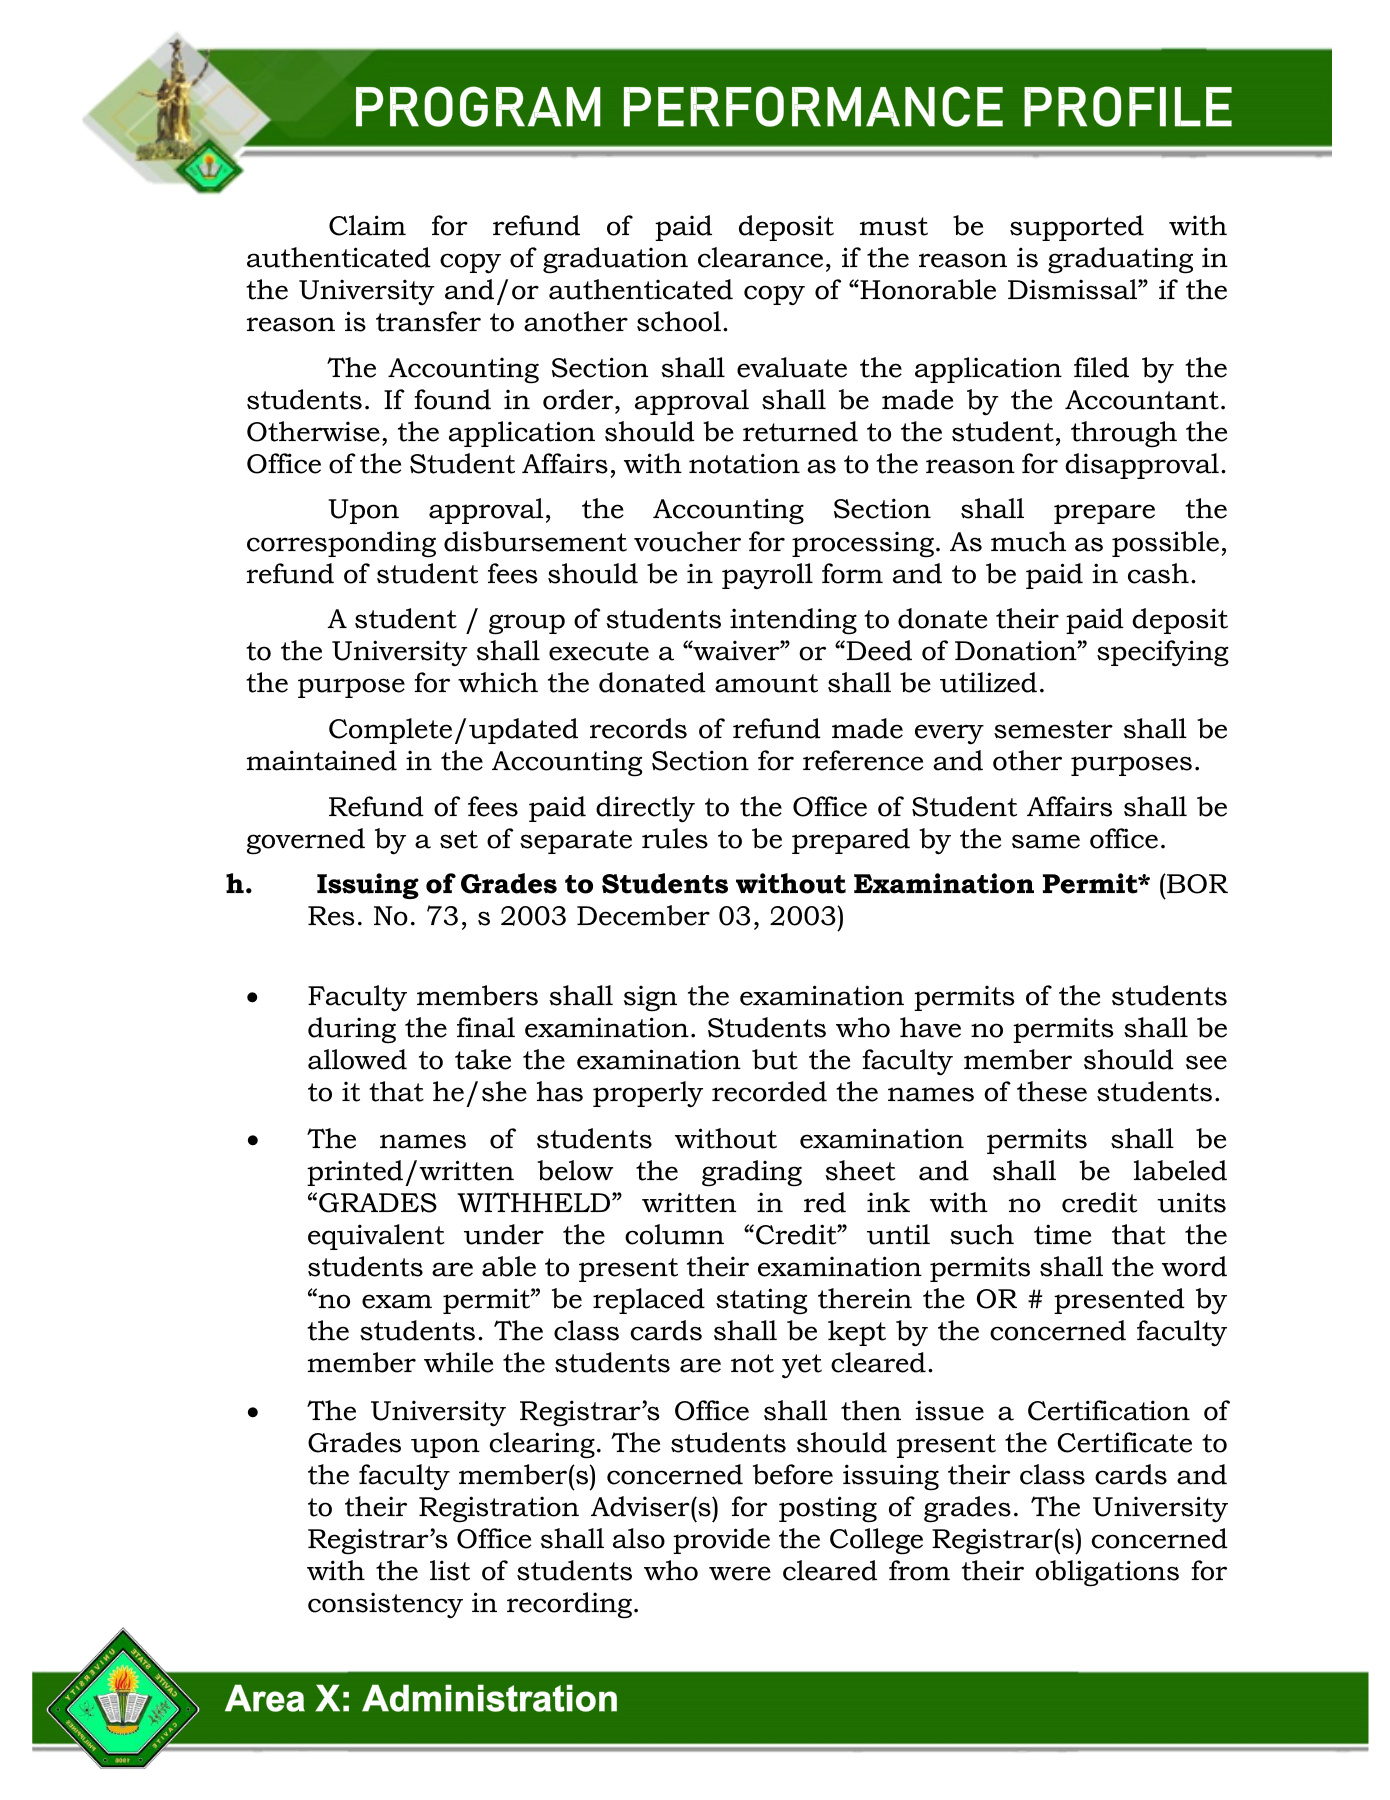 PROGRAM PERFORMANCE PROFILE
Claim for refund of paid deposit must be supported with
authenticated copy of graduation clearance, if the reason is graduating in
the University and/or authenticated copy of “Honorable Dismissal” if the
reason is transfer to another school.
The Accounting Section shall evaluate the application filed by the
students. If found in order, approval shall be made by the Accountant.
Otherwise, the application should be returned to the student, through the
Office of the Student Affairs, with notation as to the reason for disapproval.
Upon approval, the Accounting Section shall prepare the
corresponding disbursement voucher for processing. As much as possible,
refund of student fees should be in payroll form and to be paid in cash.
A student / group of students intending to donate their paid deposit
to the University shall execute a “waiver” or “Deed of Donation” specifying
the purpose for which the donated amount shall be utilized.
Complete/updated records of refund made every semester shall be
maintained in the Accounting Section for reference and other purposes.
Refund of fees paid directly to the Office of Student Affairs shall be
governed by a set of separate rules to be prepared by the same office.
h. Issuing of Grades to Students without Examination Permit* (BOR
Res. No. 73, s 2003 December 03, 2003)
• Faculty members shall sign the examination permits of the students
during the final examination. Students who have no permits shall be
allowed to take the examination but the faculty member should see
to it that he/she has properly recorded the names of these students.
• The names of students without examination permits shall be
printed/written below the grading sheet and shall be labeled
“GRADES WITHHELD” written in red ink with no credit units
equivalent under the column “Credit” until such time that the
students are able to present their examination permits shall the word
“no exam permit” be replaced stating therein the OR # presented by
the students. The class cards shall be kept by the concerned faculty
member while the students are not yet cleared.
• The University Registrar’s Office shall then issue a Certification of
Grades upon clearing. The students should present the Certificate to
the faculty member(s) concerned before issuing their class cards and
to their Registration Adviser(s) for posting of grades. The University
Registrar’s Office shall also provide the College Registrar(s) concerned
with the list of students who were cleared from their obligations for
consistency in recording.
CAVITE STATE UNIVERSITY
CAVITE
PHILIPPINES
1906
Area X: Administration